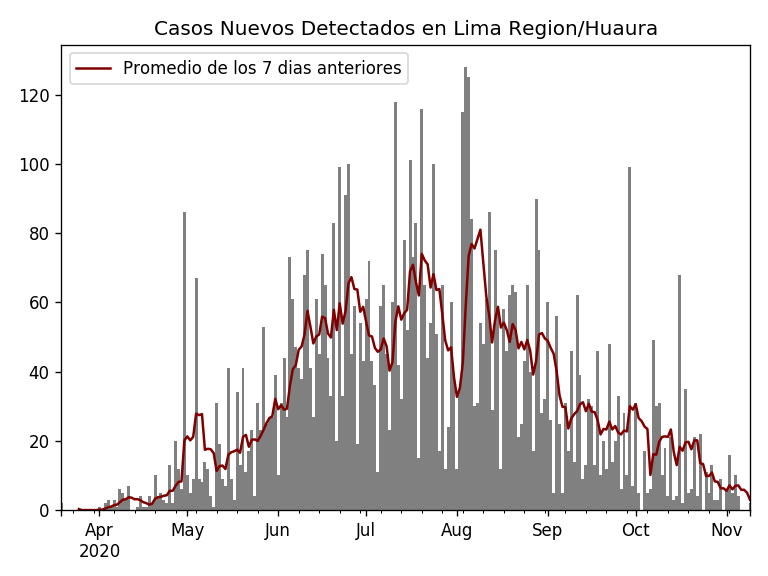 Casos Nuevos Detectados en Lima Region/Huaura
Promedio de los 7 dias anteriores
120
100
80
60
40
20
0
Apr May Jun Jul Aug Sep Oct Nov
2020